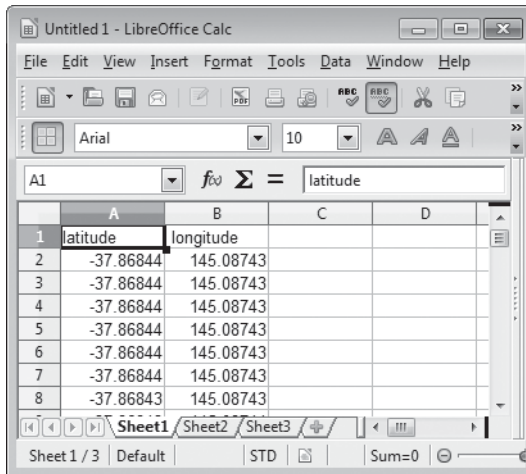 Untitled 1 - LibreOffice Calc
File Edit View Insert Format Tools Data Window Help
PDF ABC ABC
Arial 10
A1 f(x) Σ = latitude
A B C D
1 latitude longitude
2 -37.86844 145.08743
3 -37.86844 145.08743
4 -37.86844 145.08743
5 -37.86844 145.08743
6 -37.86844 145.08743
7 -37.86844 145.08743
8 -37.86843 145.08743
Sheet1 Sheet2 Sheet3
Sheet 1 / 3 Default STD Sum=0